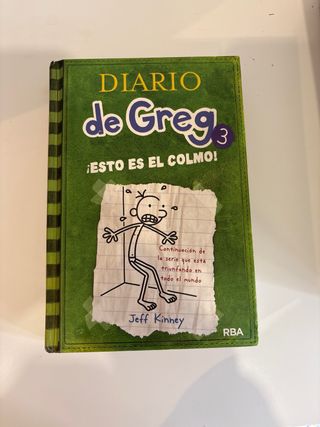 DIARIO
de Greg 3
¡ESTO ES EL COLMO!
Continuación de
la serie que está
triunfando en
todo el mundo
Jeff Kinney
RBA